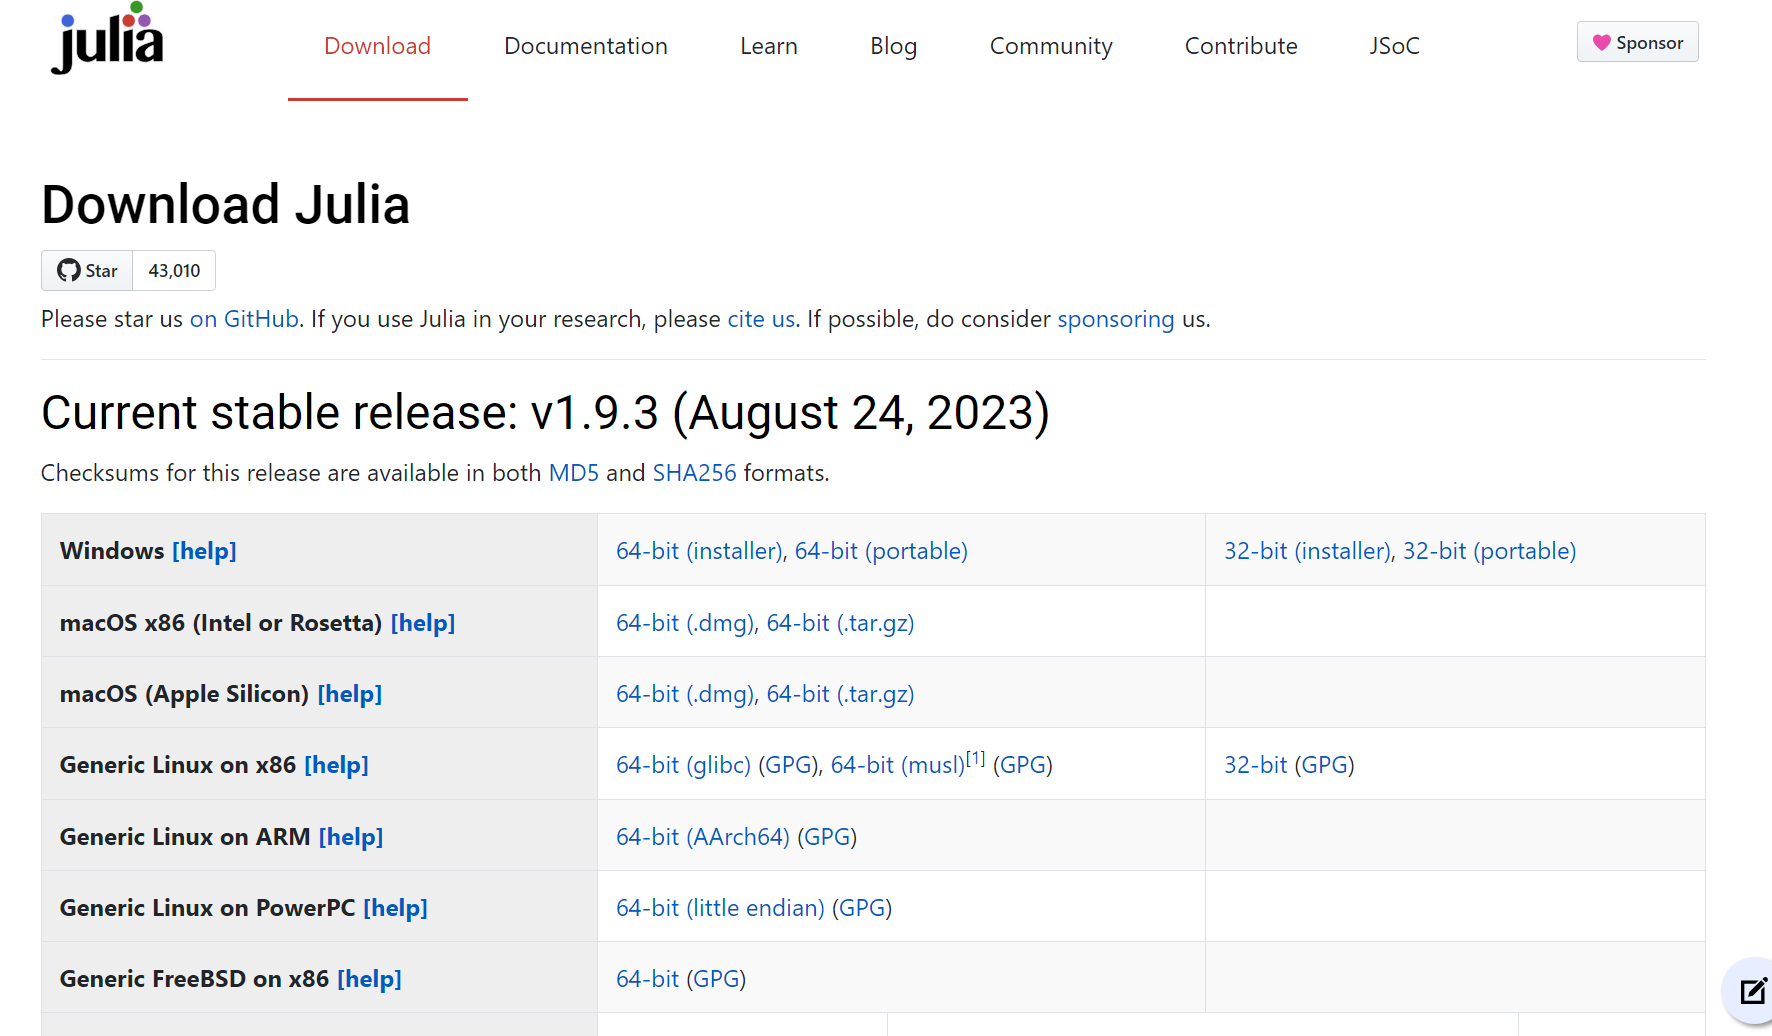 julia
Download Documentation Learn Blog Community Contribute JSoC Sponsor
Download Julia
Star 43,010
Please star us on GitHub. If you use Julia in your research, please cite us. If possible, do consider sponsoring us.
Current stable release: v1.9.3 (August 24, 2023)
Checksums for this release are available in both MD5 and SHA256 formats.
Windows [help] 64-bit (installer), 64-bit (portable) 32-bit (installer), 32-bit (portable)
macOS x86 (Intel or Rosetta) [help] 64-bit (.dmg), 64-bit (.tar.gz)
macOS (Apple Silicon) [help] 64-bit (.dmg), 64-bit (.tar.gz)
Generic Linux on x86 [help] 64-bit (glibc) (GPG), 64-bit (musl)[1] (GPG) 32-bit (GPG)
Generic Linux on ARM [help] 64-bit (AArch64) (GPG)
Generic Linux on PowerPC [help] 64-bit (little endian) (GPG)
Generic FreeBSD on x86 [help] 64-bit (GPG)